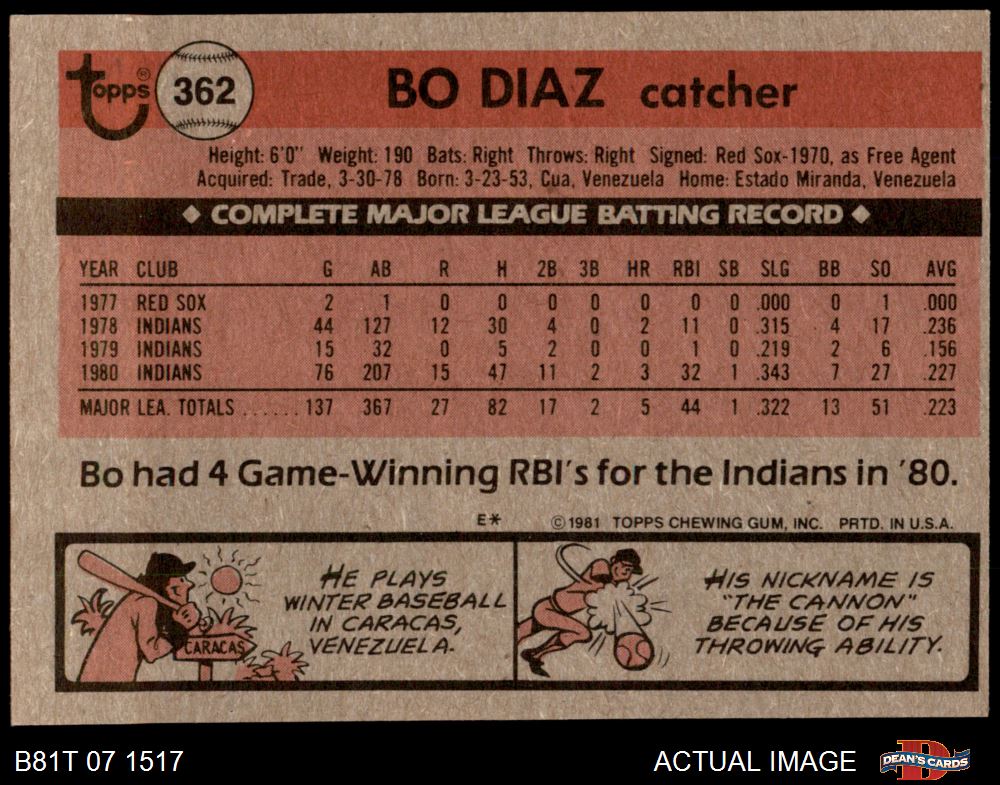 Topps® 362 BO DIAZ catcher
Height: 6'0" Weight: 190 Bats: Right Throws: Right Signed: Red Sox-1970, as Free Agent
Acquired: Trade, 3-30-78 Born: 3-23-53, Cua, Venezuela Home: Estado Miranda, Venezuela
◆ COMPLETE MAJOR LEAGUE BATTING RECORD ◆
YEAR CLUB G AB R H 2B 3B HR RBI SB SLG BB SO AVG
1977 RED SOX 2 1 0 0 0 0 0 0 0 .000 0 1 .000
1978 INDIANS 44 127 12 30 4 0 2 11 0 .315 4 17 .236
1979 INDIANS 15 32 0 5 2 0 0 1 0 .219 2 6 .156
1980 INDIANS 76 207 15 47 11 2 3 32 1 .343 7 27 .227
MAJOR LEA. TOTALS ...... 137 367 27 82 17 2 5 44 1 .322 13 51 .223
Bo had 4 Game-Winning RBI's for the Indians in '80.
E* © 1981 TOPPS CHEWING GUM, INC. PRTD. IN U.S.A.
HE PLAYS
WINTER BASEBALL
IN CARACAS,
VENEZUELA.
CARACAS
HIS NICKNAME IS
"THE CANNON"
BECAUSE OF HIS
THROWING ABILITY.
B81T 07 1517 ACTUAL IMAGE D DEAN'S CARDS